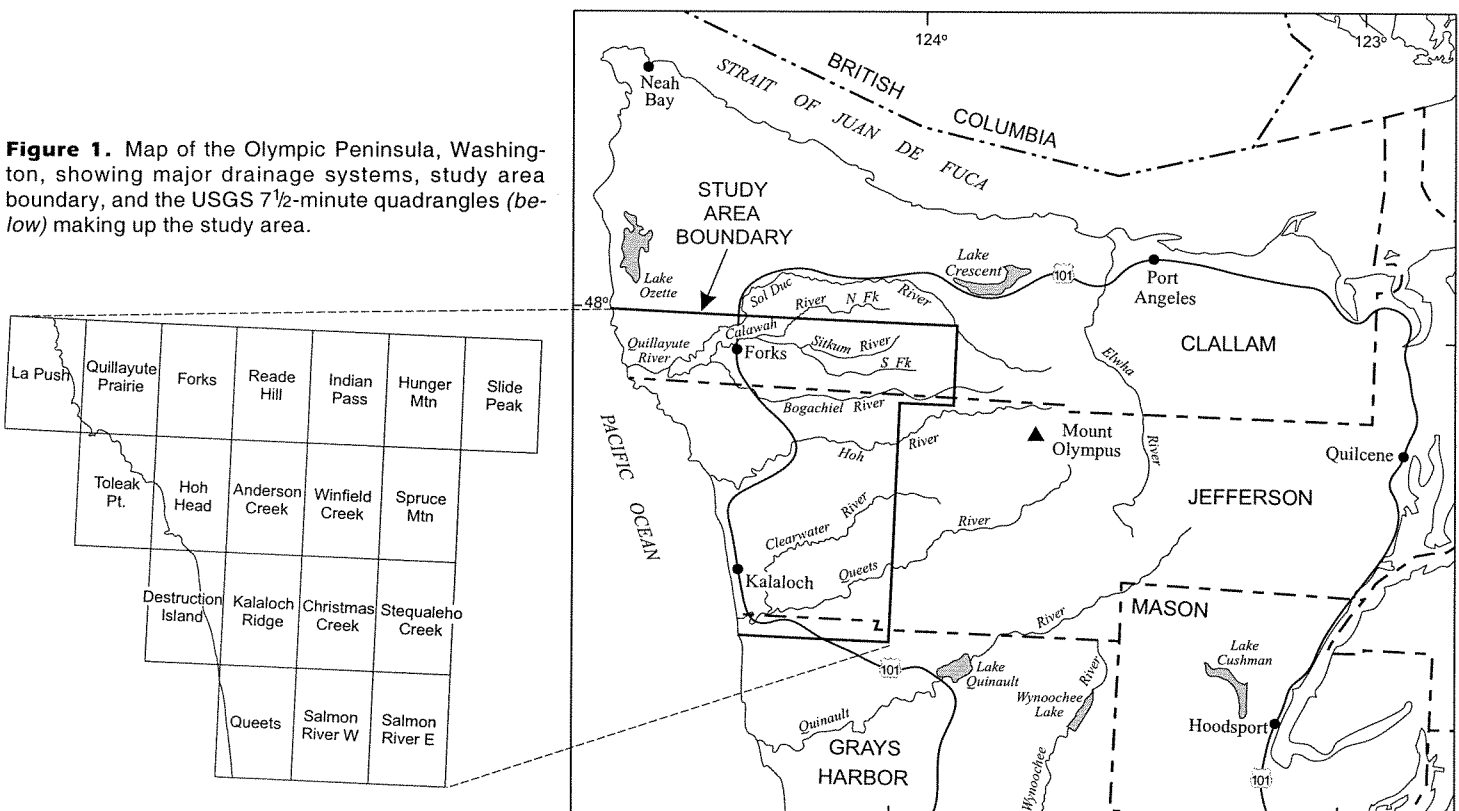 Figure 1. Map of the Olympic Peninsula, Washing-
ton, showing major drainage systems, study area
boundary, and the USGS 7½-minute quadrangles (be-
low) making up the study area.
La Push
Quillayute
Prairie
Forks
Reade
Hill
Indian
Pass
Hunger
Mtn
Slide
Peak
Toleak
Pt.
Hoh
Head
Anderson
Creek
Winfield
Creek
Spruce
Mtn
Destruction
Island
Kalaloch
Ridge
Christmas
Creek
Stequaleho
Creek
Queets
Salmon
River W
Salmon
River E
124°
123°
48°
Neah
Bay
BRITISH
COLUMBIA
STRAIT OF JUAN DE FUCA
STUDY
AREA
BOUNDARY
Lake
Ozette
Lake
Crescent
101
Port
Angeles
Sol Duc
River
River
N Fk
Calawah
Quillayute
River
Forks
Sitkum River
S Fk
Elwha
River
CLALLAM
Bogachiel River
Hoh
River
Mount
Olympus
Quilcene
PACIFIC OCEAN
JEFFERSON
Clearwater
River
River
Queets
Kalaloch
MASON
River
101
Lake
Quinault
River
Wynoochee
Lake
Lake
Cushman
Quinault
GRAYS
HARBOR
Wynoochee
Hoodsport
101